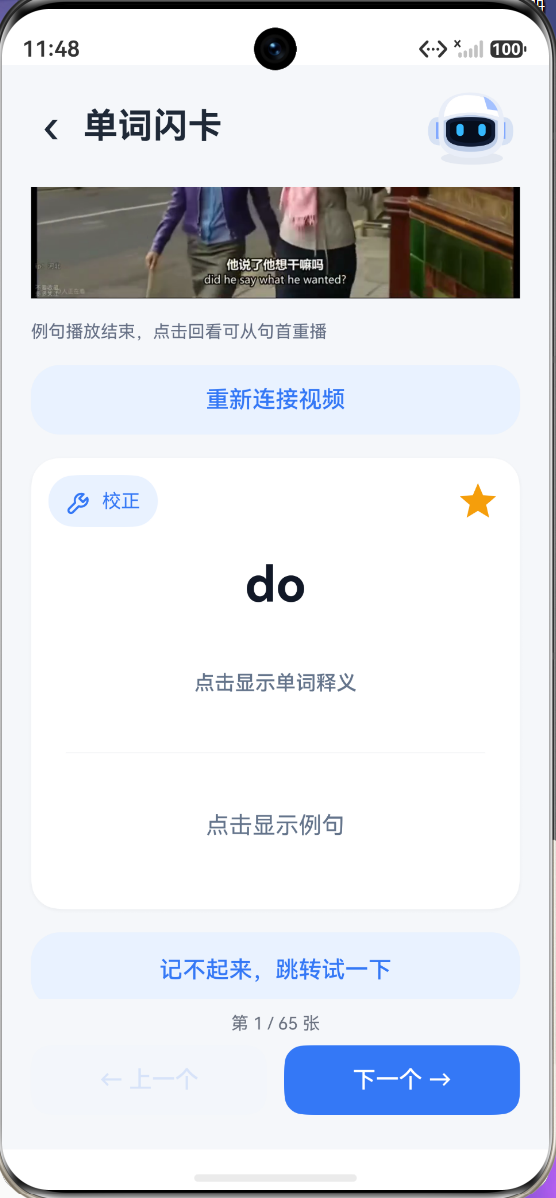 11:48
100
单词闪卡
他说了他想干嘛吗
did he say what he wanted?
例句播放结束，点击回看可从句首重播
重新连接视频
校正
do
点击显示单词释义
点击显示例句
记不起来，跳转试一下
第 1 / 65 张
← 上一个
下一个 →